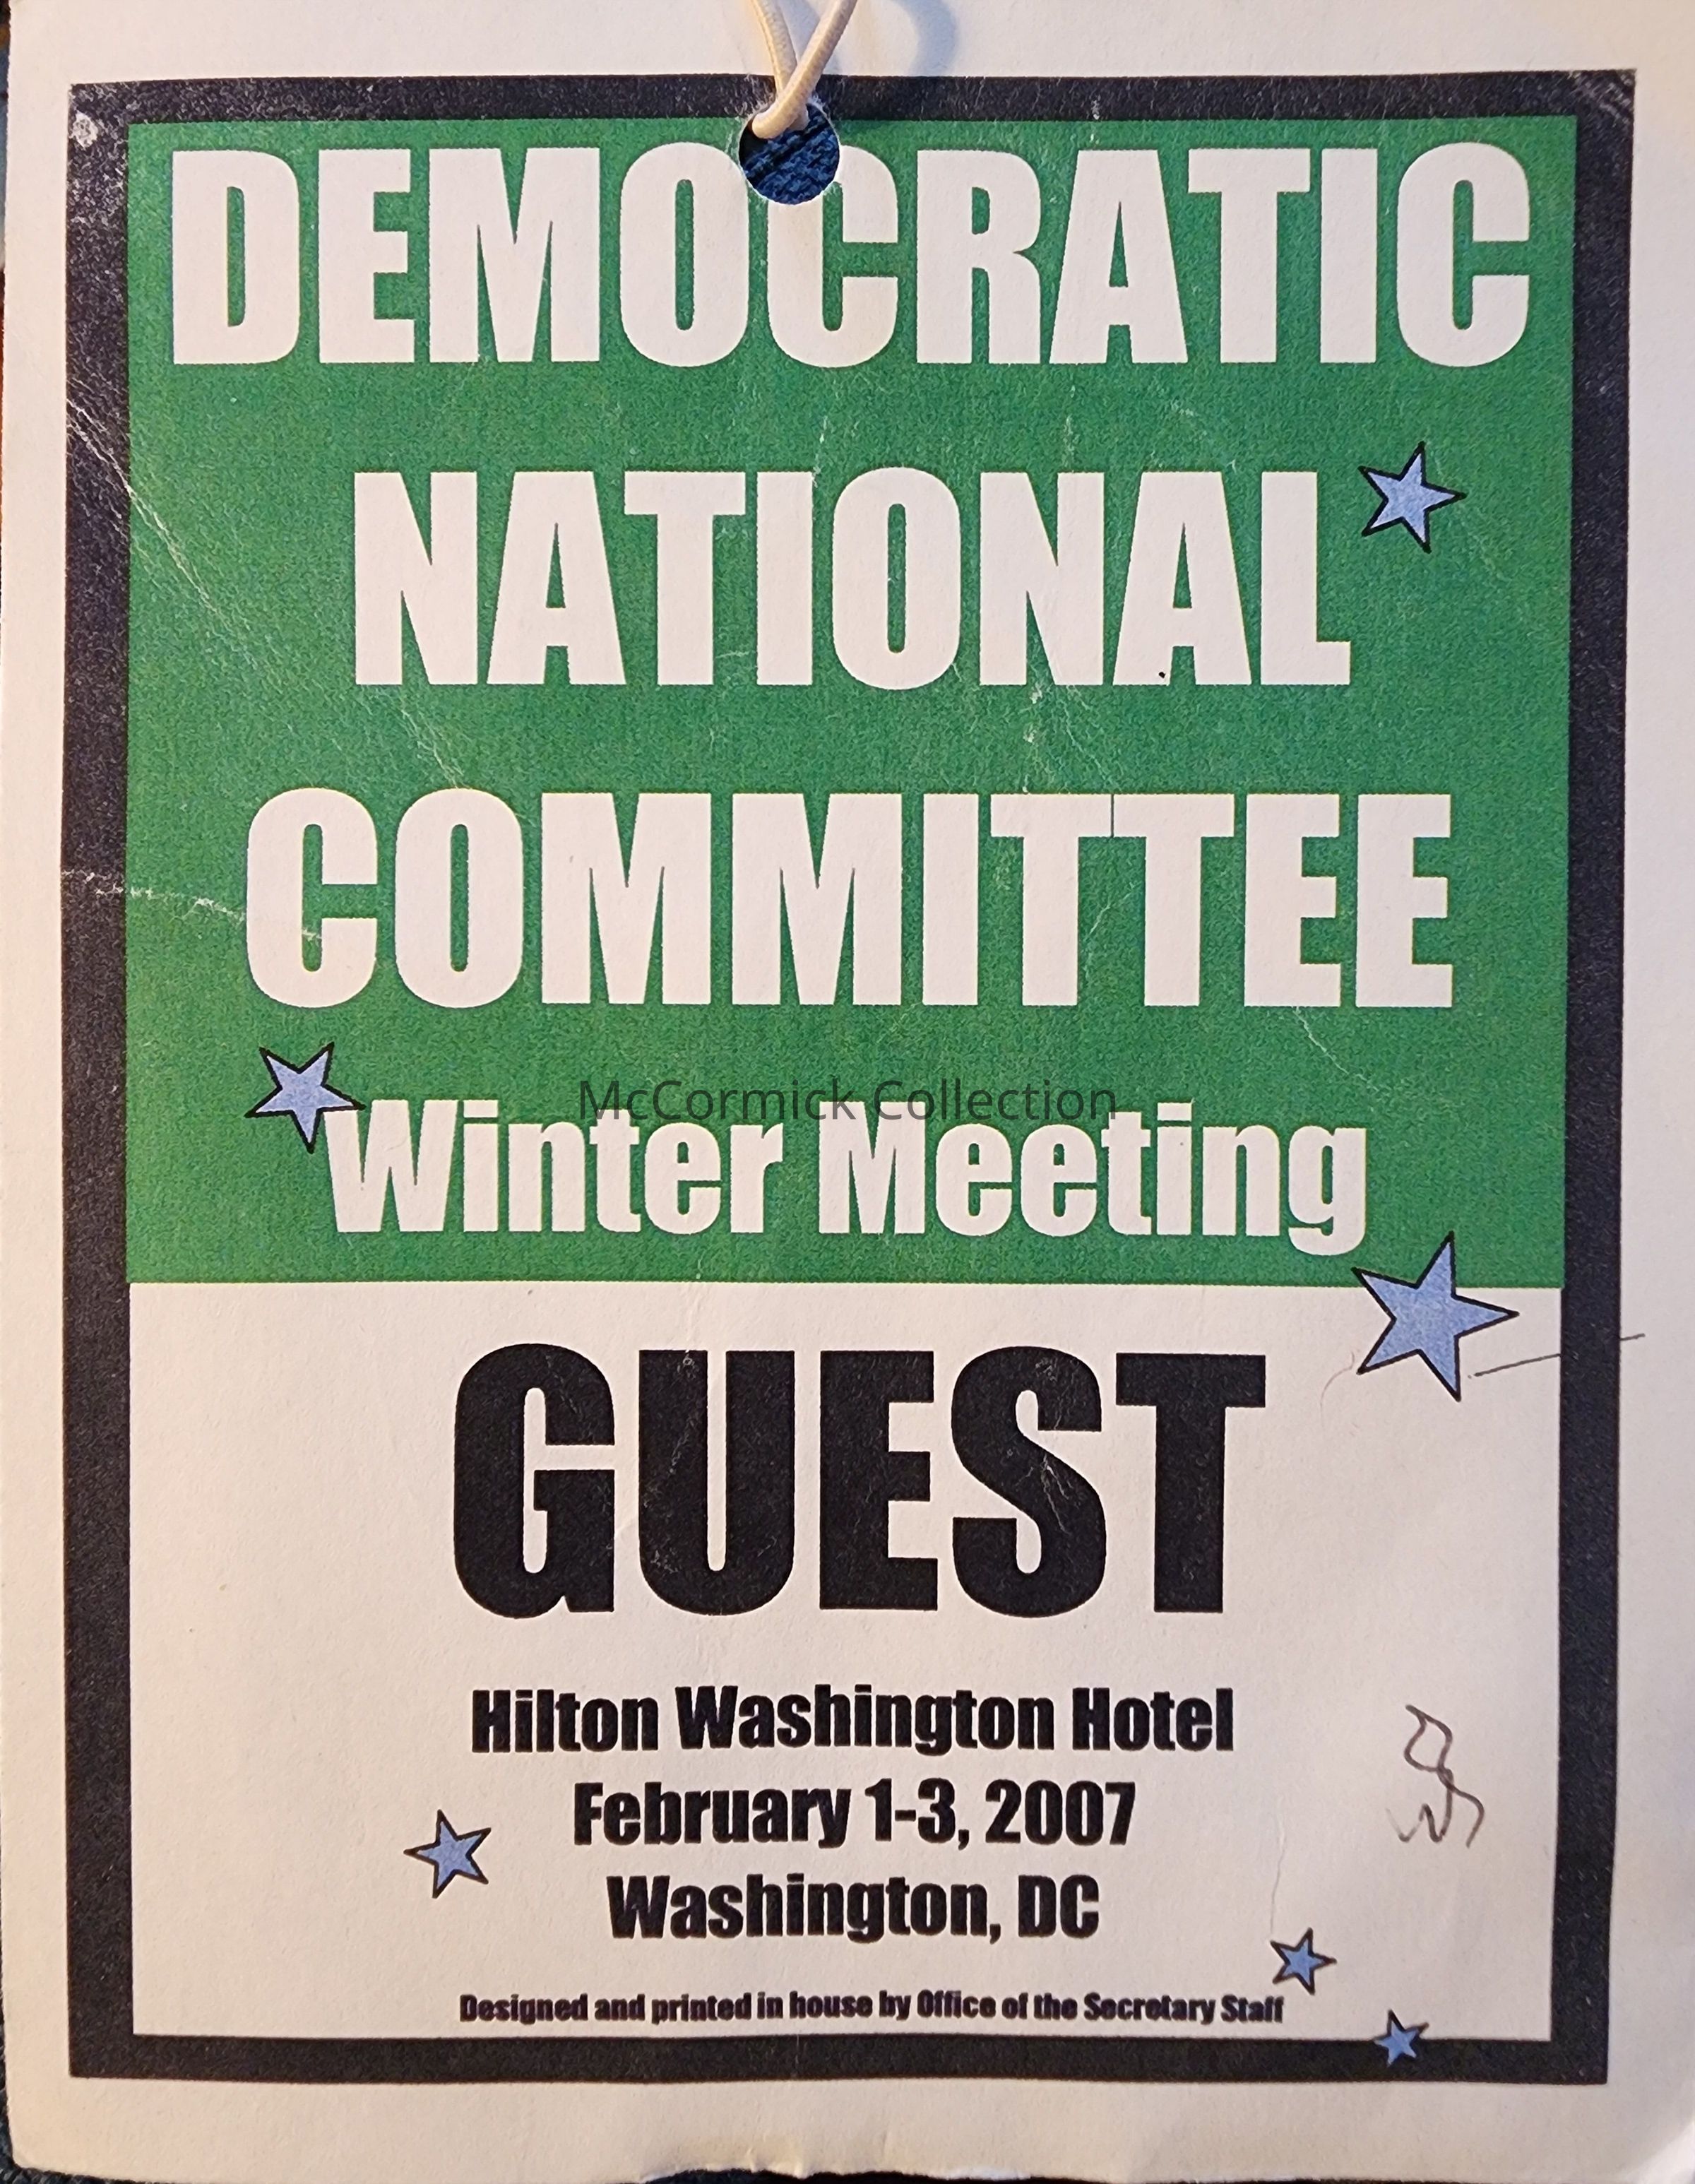 DEMOCRATIC
NATIONAL
COMMITTEE
McCormick Collection
Winter Meeting
GUEST
Hilton Washington Hotel
February 1-3, 2007
Washington, DC
Designed and printed in house by Office of the Secretary Staff